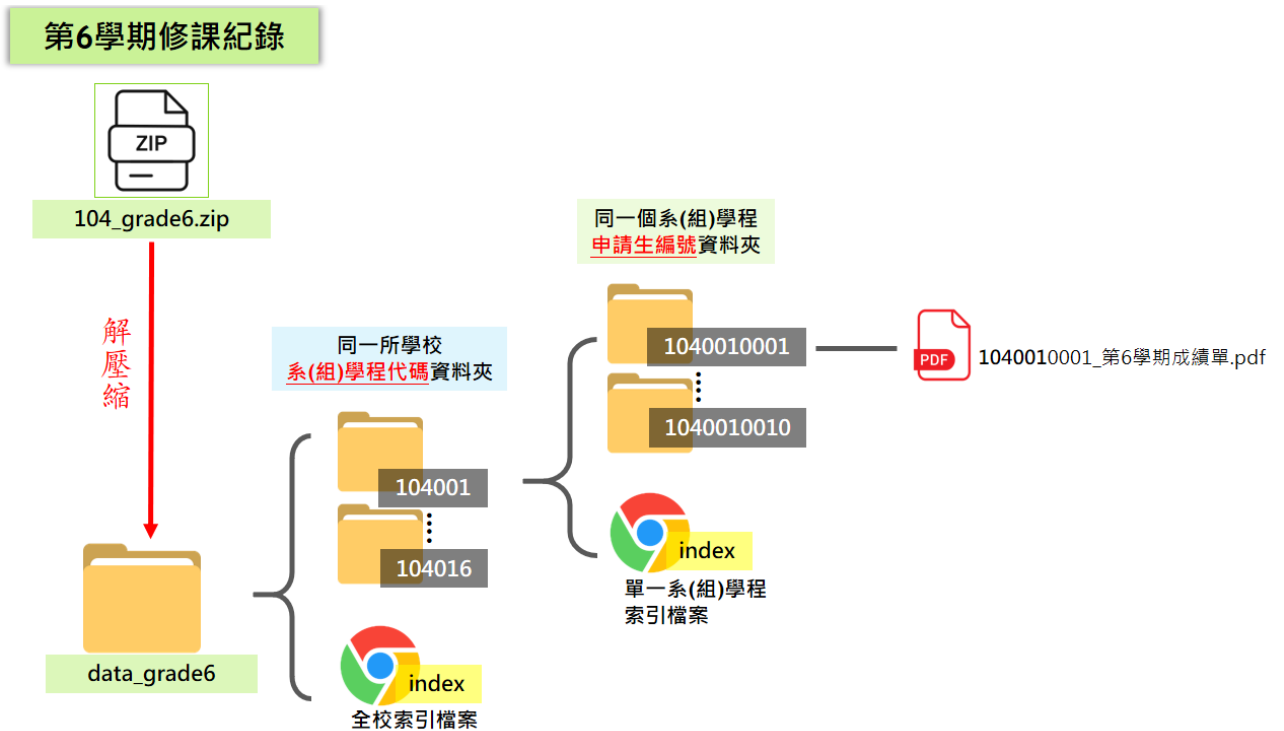 第6學期修課紀錄
ZIP
104_grade6.zip
解壓縮
data_grade6
同一所學校
系(組)學程代碼資料夾
104001
104016
index
全校索引檔案
同一個系(組)學程
申請生編號資料夾
1040010001
1040010010
index
單一系(組)學程
索引檔案
PDF
1040010001_第6學期成績單.pdf